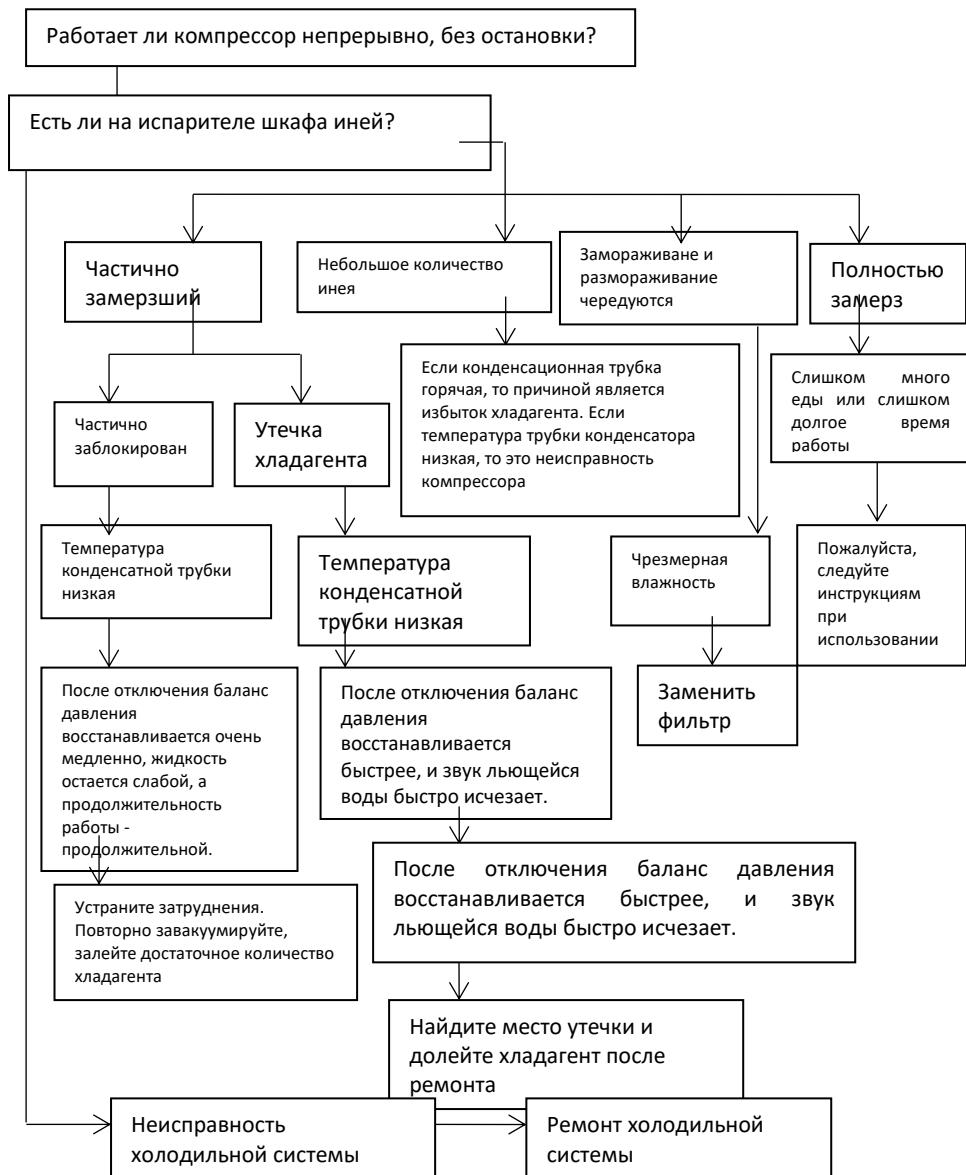 Работает ли компрессор непрерывно, без остановки?
Есть ли на испарителе шкафа иней?
Частично
замерзший
Небольшое количество
инея
Замораживане и
размораживание
чередуются
Полностью
замерз
Частично
заблокирован
Утечка
хладагента
Если конденсационная трубка
горячая, то причиной является
избыток хладагента. Если
температура трубки конденсатора
низкая, то это неисправность
компрессора
Слишком много
еды или слишком
долгое время
работы
Температура
конденсатной трубки
низкая
Температура
конденсатной
трубки низкая
Чрезмерная
влажность
Пожалуйста,
следуйте
инструкциям
при
использовании
После отключения баланс
давления
восстанавливается очень
медленно, жидкость
остается слабой, а
продолжительность
работы -
продолжительной.
После отключения баланс
давления
восстанавливается
быстрее, и звук льющейся
воды быстро исчезает.
Заменить
фильтр
После отключения баланс давления
восстанавливается быстрее, и звук
льющейся воды быстро исчезает.
Устраните затруднения.
Повторно завакуумируйте,
залейте достаточное количество
хладагента
Найдите место утечки и
долейте хладагент после
ремонта
Неисправность
холодильной системы
Ремонт холодильной
системы